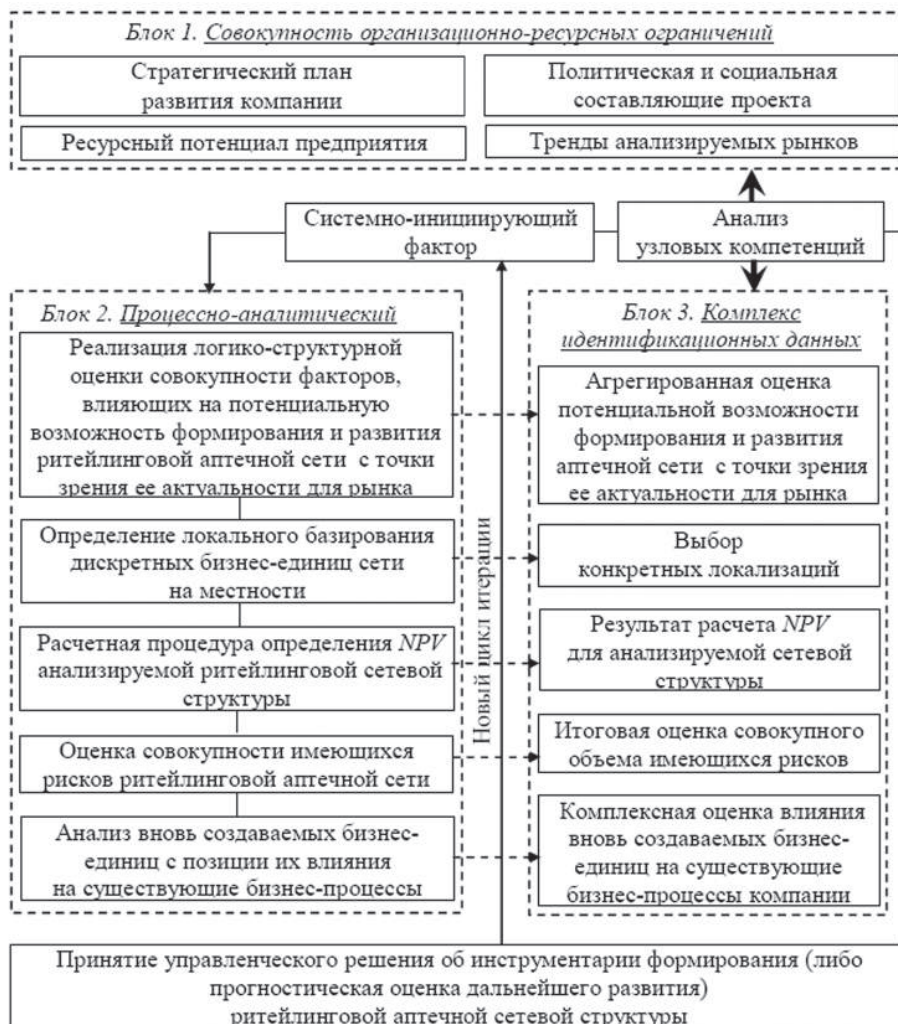 Блок 1. Совокупность организационно-ресурсных ограничений
Стратегический план
развития компании
Политическая и социальная
составляющие проекта
Ресурсный потенциал предприятия
Тренды анализируемых рынков
Системно-инициирующий
фактор
Анализ
узловых компетенций
Блок 2. Процессно-аналитический
Реализация логико-структурной
оценки совокупности факторов,
влияющих на потенциальную
возможность формирования и развития
ритейлинговой аптечной сети с точки
зрения ее актуальности для рынка
Определение локального базирования
дискретных бизнес-единиц сети
на местности
Расчетная процедура определения NPV
анализируемой ритейлинговой сетевой
структуры
Оценка совокупности имеющихся
рисков ритейлинговой аптечной сети
Анализ вновь создаваемых бизнес-
единиц с позиции их влияния
на существующие бизнес-процессы
Новый цикл итерации
Блок 3. Комплекс
идентификационных данных
Агрегированная оценка
потенциальной возможности
формирования и развития
аптечной сети с точки зрения
ее актуальности для рынка
Выбор
конкретных локализаций
Результат расчета NPV
для анализируемой сетевой
структуры
Итоговая оценка совокупного
объема имеющихся рисков
Комплексная оценка влияния
вновь создаваемых бизнес-
единиц на существующие
бизнес-процессы компании
Принятие управленческого решения об инструментарии формирования (либо
прогностическая оценка дальнейшего развития)
ритейлинговой аптечной сетевой структуры